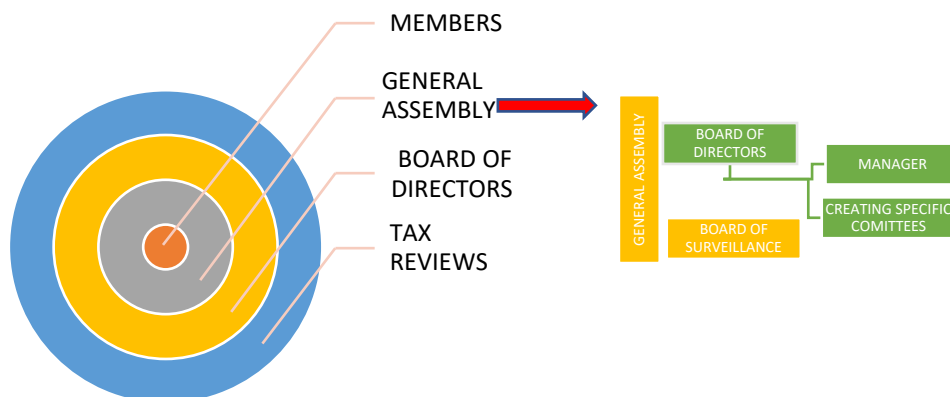 MEMBERS
GENERAL
ASSEMBLY
BOARD OF
DIRECTORS
TAX
REVIEWS
GENERAL ASSEMBLY
BOARD OF
DIRECTORS
MANAGER
CREATING SPECIFIC
COMITTEES
BOARD OF
SURVEILLANCE